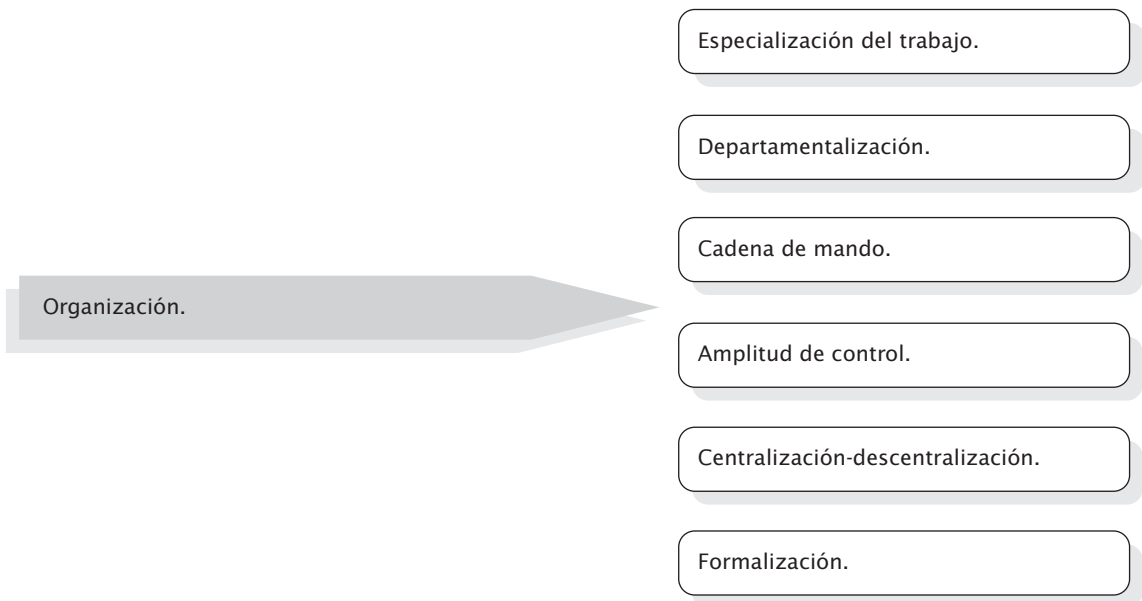 Organización.
Especialización del trabajo.
Departamentalización.
Cadena de mando.
Amplitud de control.
Centralización-descentralización.
Formalización.